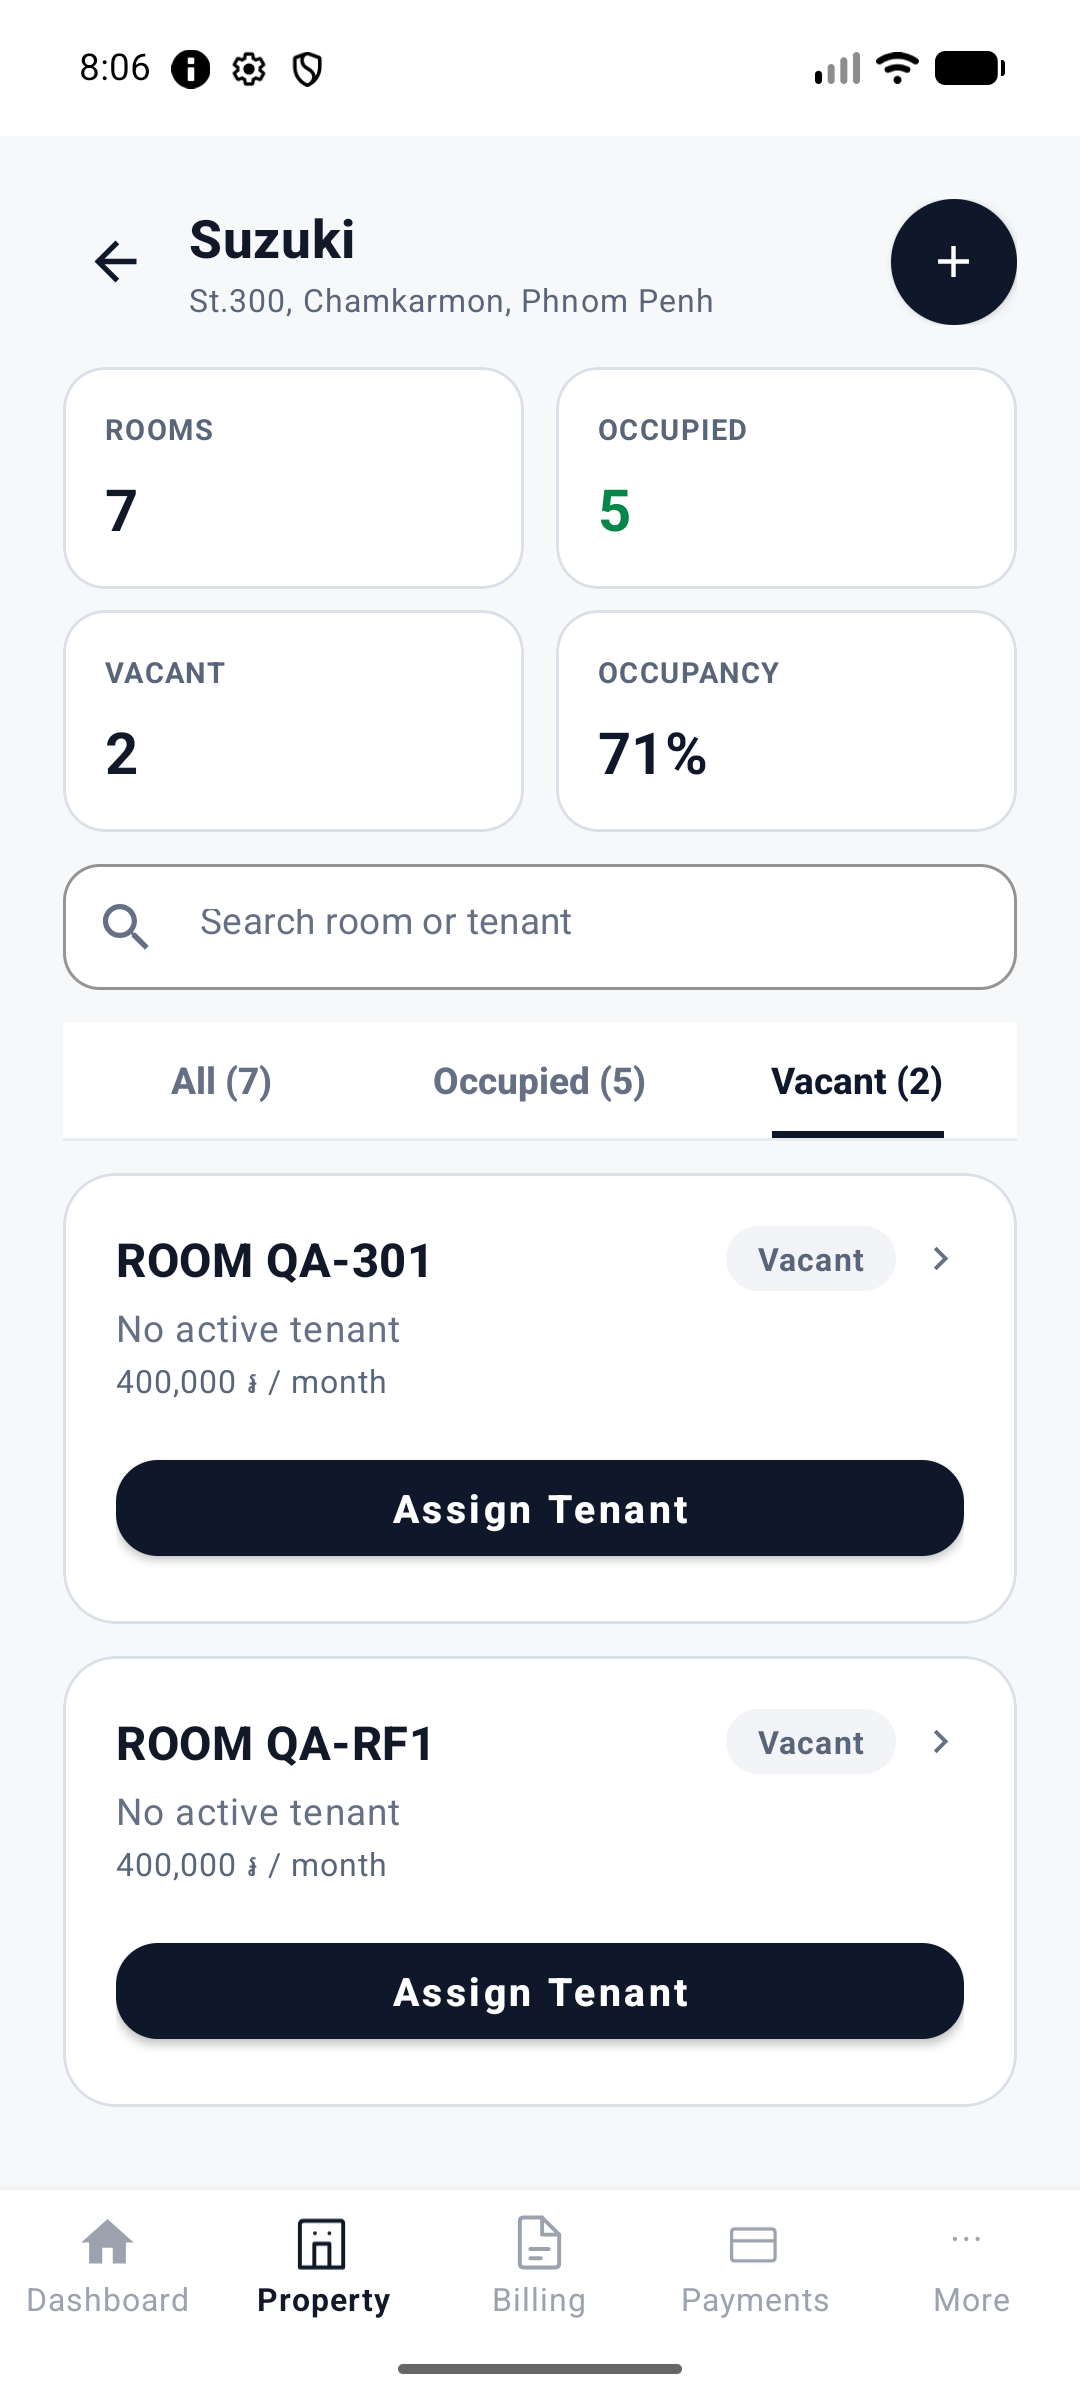 8:06
Suzuki
St.300, Chamkarmon, Phnom Penh
ROOMS
7
OCCUPIED
5
VACANT
2
OCCUPANCY
71%
Search room or tenant
All (7)
Occupied (5)
Vacant (2)
ROOM QA-301
Vacant
No active tenant
400,000 ៛ / month
Assign Tenant
ROOM QA-RF1
Vacant
No active tenant
400,000 ៛ / month
Assign Tenant
Dashboard
Property
Billing
Payments
More